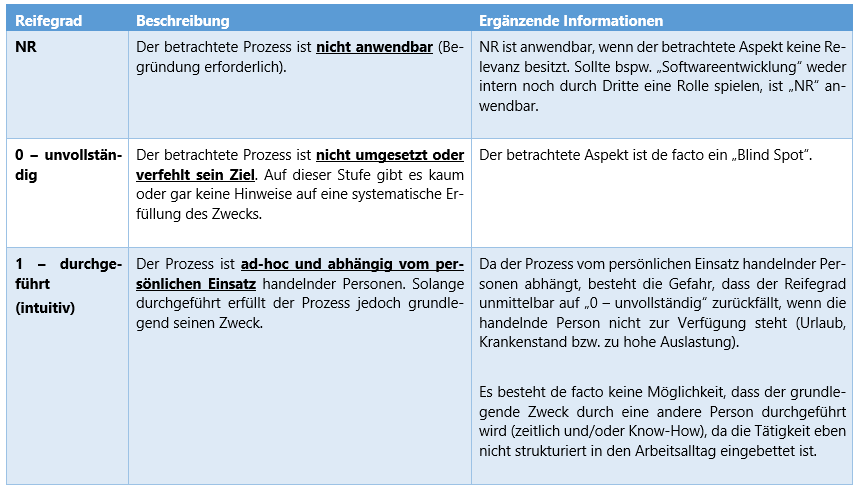 Reifegrad Beschreibung Ergänzende Informationen
NR
Der betrachtete Prozess ist nicht anwendbar (Be-
gründung erforderlich).
NR ist anwendbar, wenn der betrachtete Aspekt keine Re-
levanz besitzt. Sollte bspw. „Softwareentwicklung“ weder
intern noch durch Dritte eine Rolle spielen, ist „NR“ an-
wendbar.
0 – unvollstän-
dig
Der betrachtete Prozess ist nicht umgesetzt oder
verfehlt sein Ziel. Auf dieser Stufe gibt es kaum
oder gar keine Hinweise auf eine systematische Er-
füllung des Zwecks.
Der betrachtete Aspekt ist de facto ein „Blind Spot“.
1 – durchge-
führt
(intuitiv)
Der Prozess ist ad-hoc und abhängig vom per-
sönlichen Einsatz handelnder Personen. Solange
durchgeführt erfüllt der Prozess jedoch grundle-
gend seinen Zweck.
Da der Prozess vom persönlichen Einsatz handelnder Per-
sonen abhängt, besteht die Gefahr, dass der Reifegrad
unmittelbar auf „0 – unvollständig“ zurückfällt, wenn die
handelnde Person nicht zur Verfügung steht (Urlaub,
Krankenstand bzw. zu hohe Auslastung).
Es besteht de facto keine Möglichkeit, dass der grundle-
gende Zweck durch eine andere Person durchgeführt
wird (zeitlich und/oder Know-How), da die Tätigkeit eben
nicht strukturiert in den Arbeitsalltag eingebettet ist.